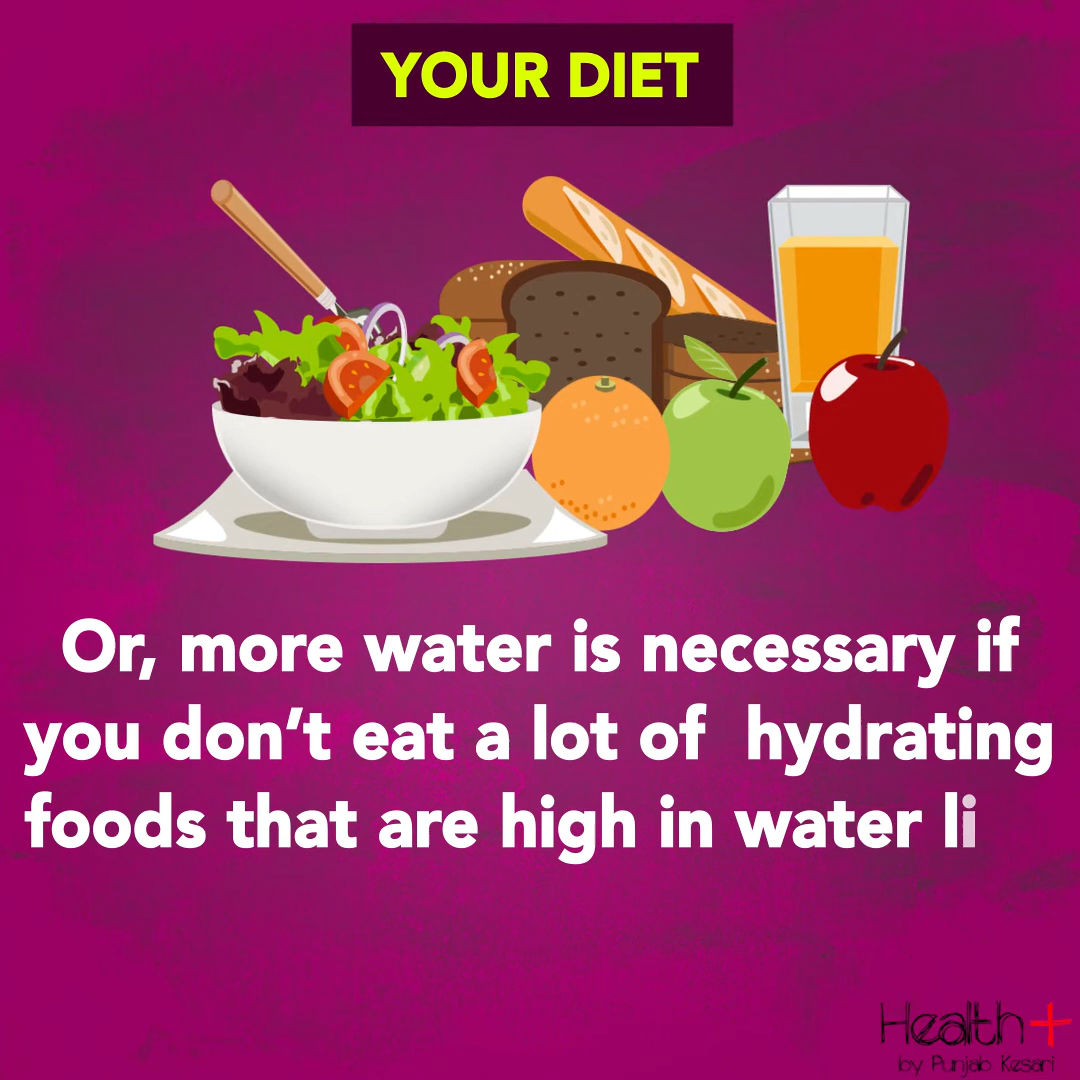 YOUR DIET
Or, more water is necessary if
you don’t eat a lot of hydrating
foods that are high in water li
Health+
by Punjab Kesari